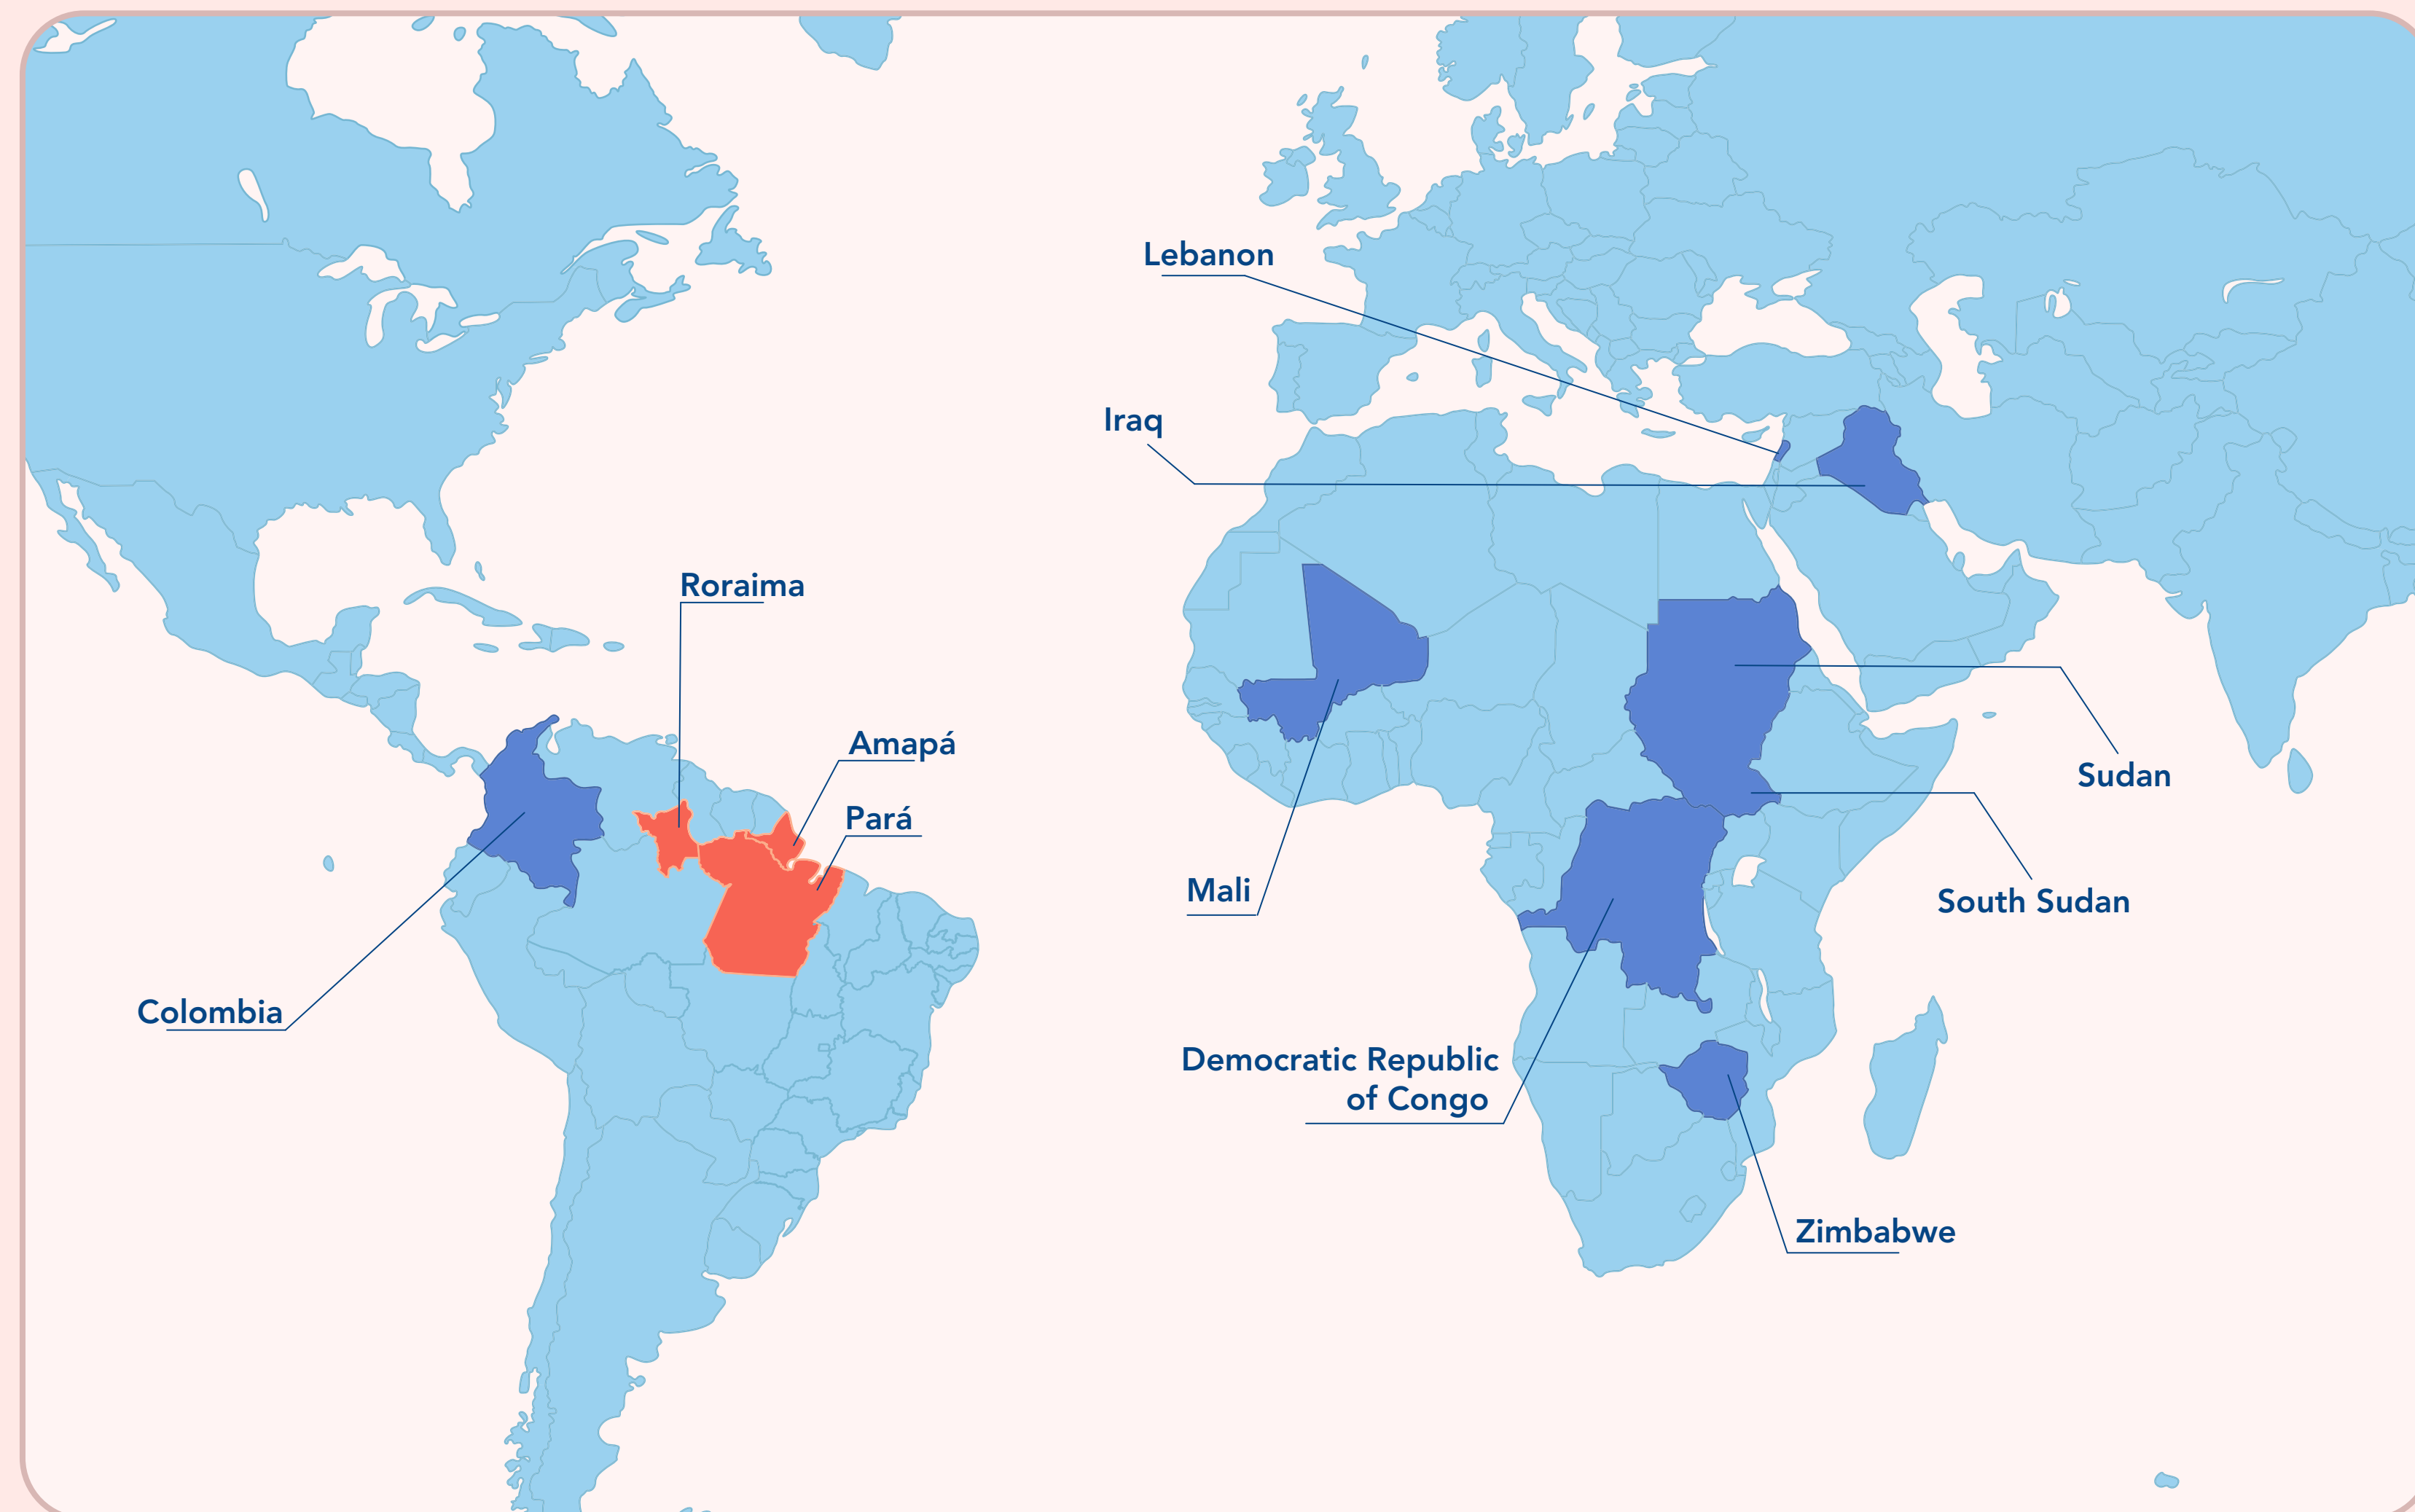 Lebanon
Iraq
Roraima
Amapá
Pará
Colombia
Mali
Sudan
South Sudan
Democratic Republic
of Congo
Zimbabwe